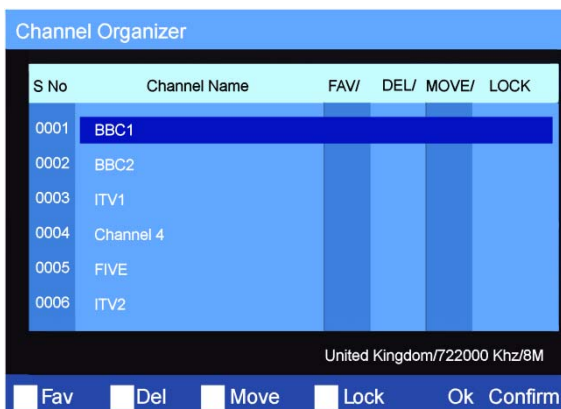 Channel Organizer
S No Channel Name FAV/ DEL/ MOVE/ LOCK
0001 BBC1
0002 BBC2
0003 ITV1
0004 Channel 4
0005 FIVE
0006 ITV2
United Kingdom/722000 Khz/8M
Fav Del Move Lock Ok Confirm